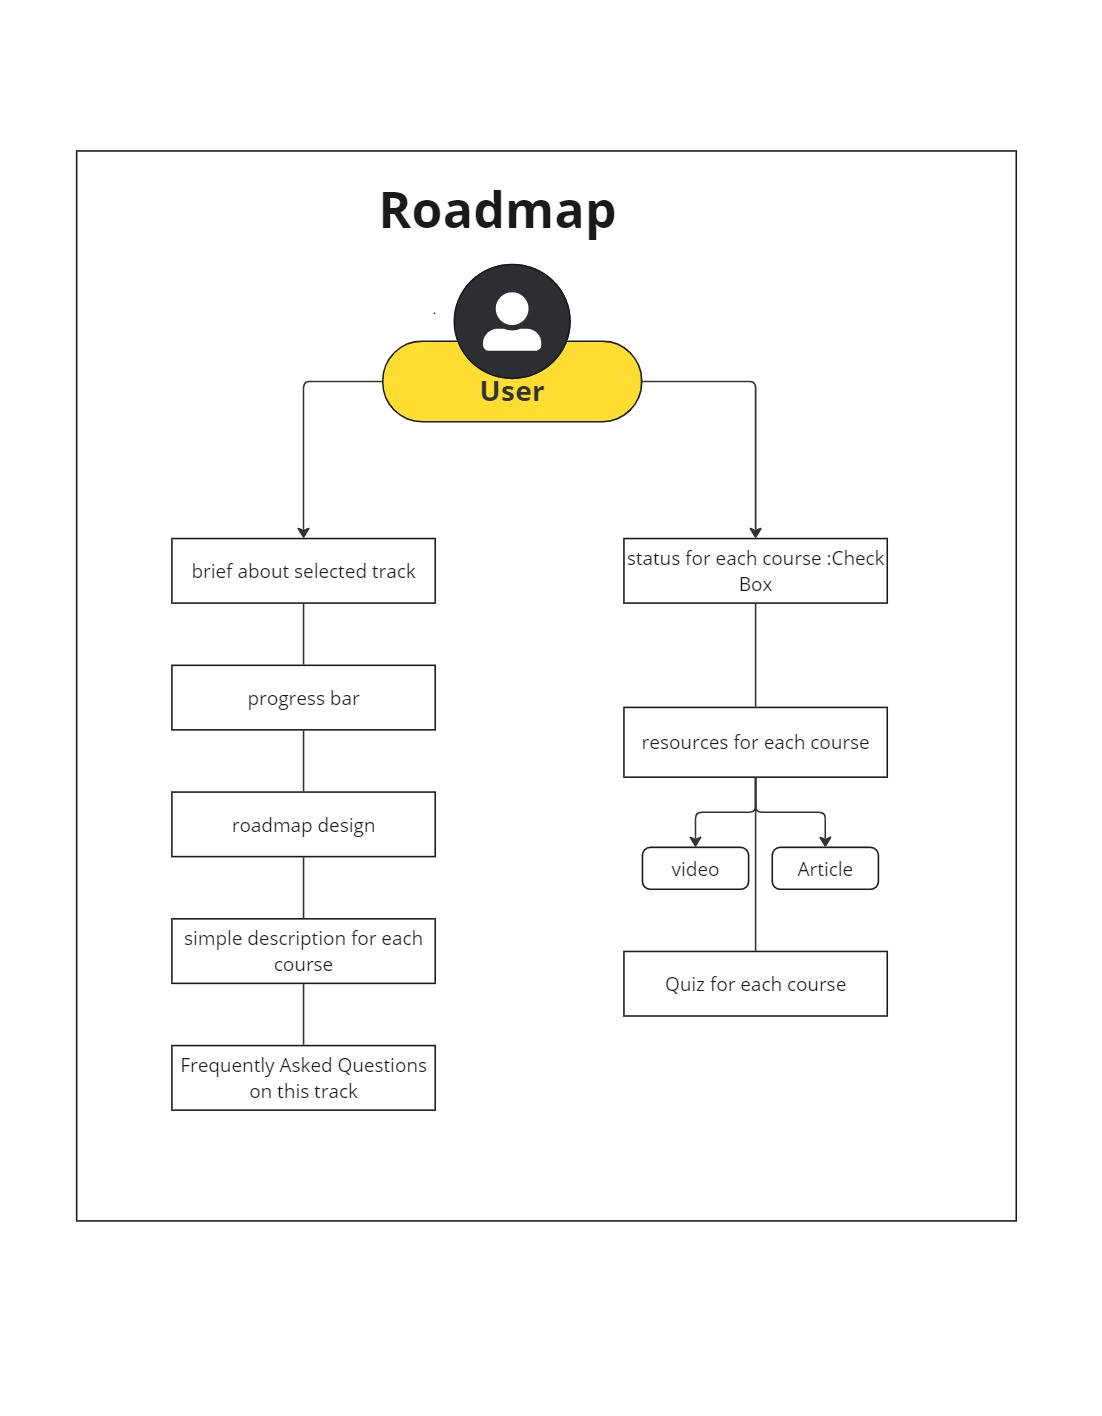 Roadmap
User
brief about selected track
progress bar
roadmap design
simple description for each
course
Frequently Asked Questions
on this track
status for each course :Check
Box
resources for each course
video
Article
Quiz for each course